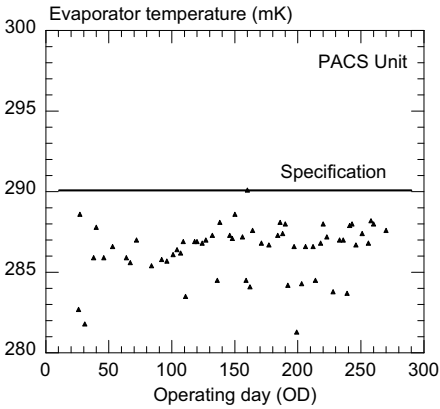 Evaporator temperature (mK)
300
PACS Unit
295
Specification
290
285
280
0 50 100 150 200 250 300
Operating day (OD)